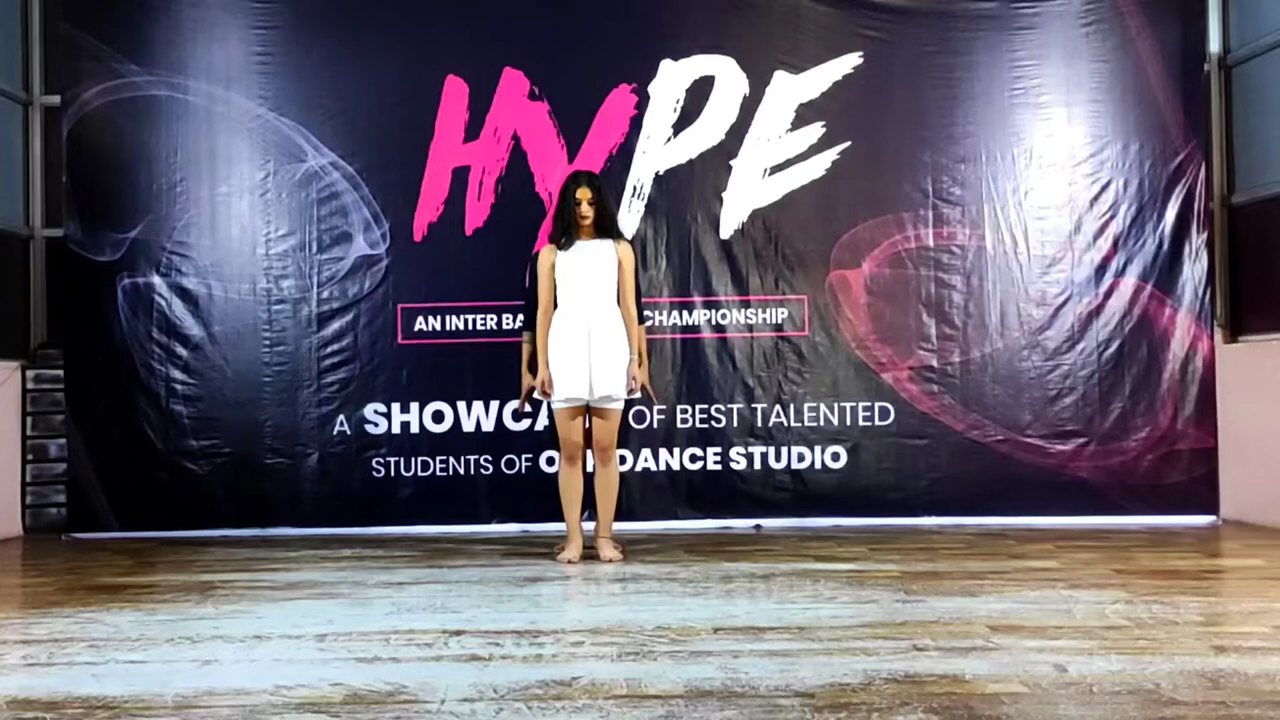 HYPE
AN INTER BA CHAMPIONSHIP
A SHOWCA OF BEST TALENTED
STUDENTS OF DANCE STUDIO